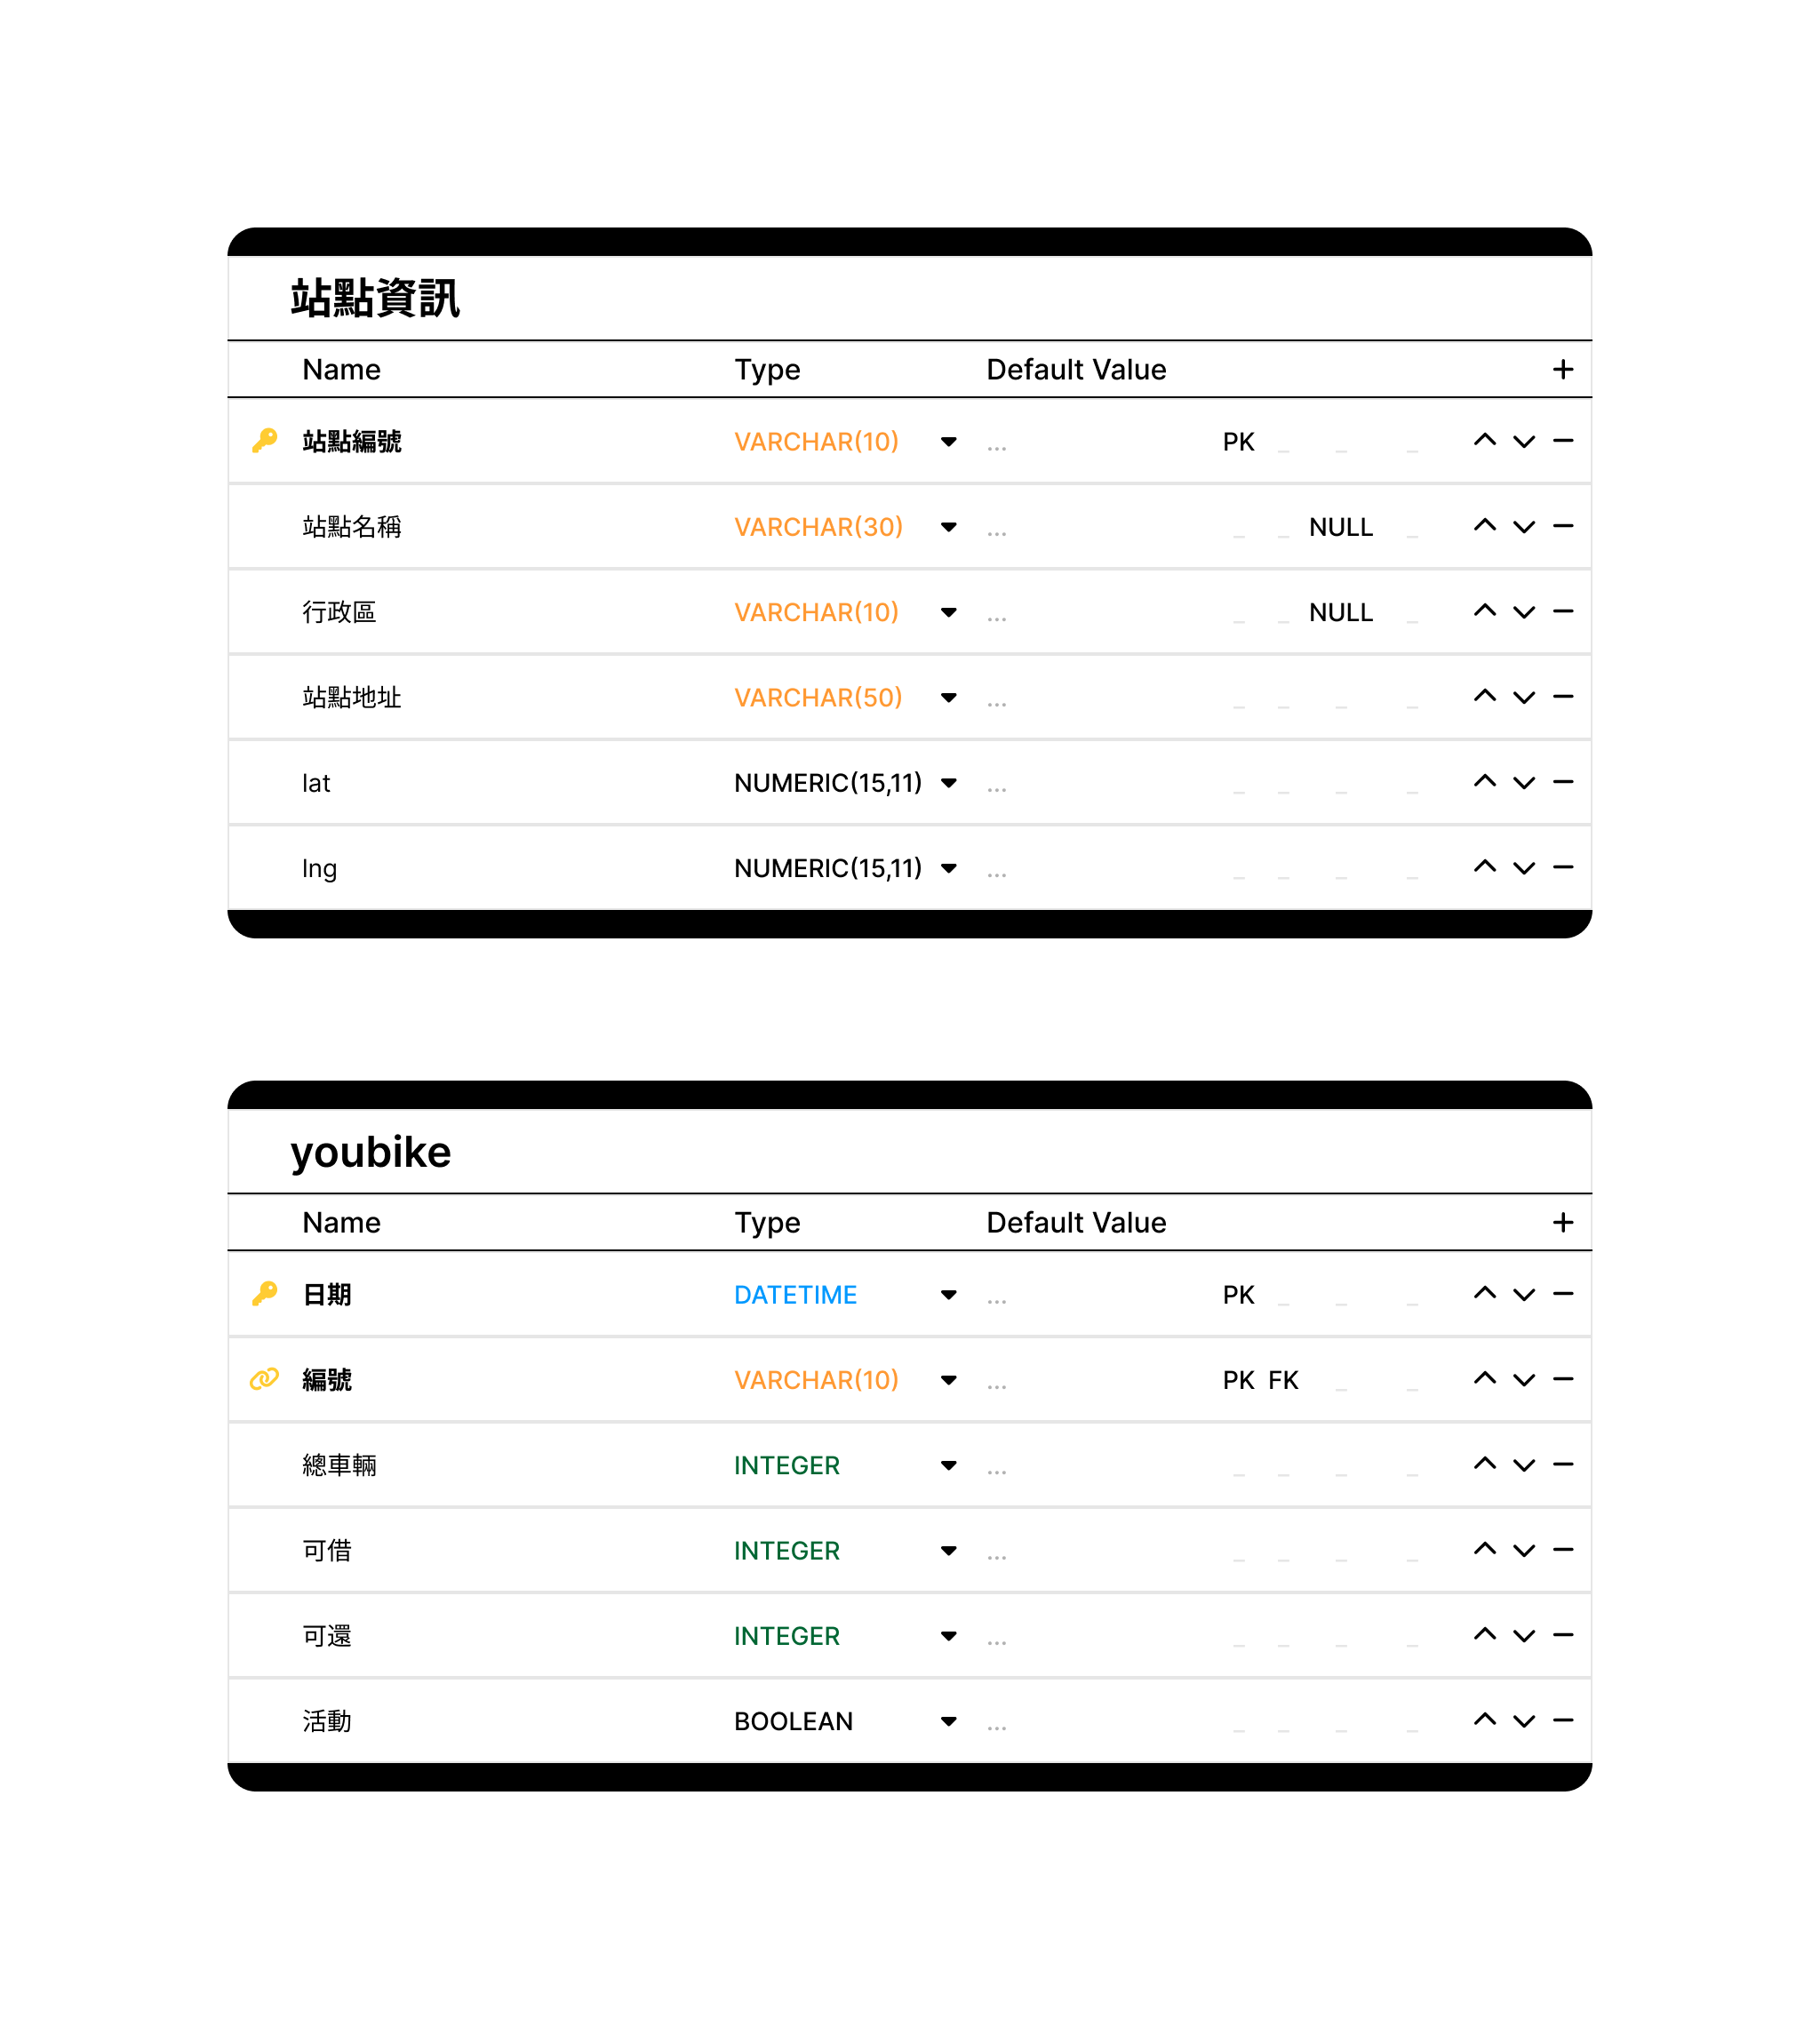 站點資訊
Name Type Default Value +
站點編號 VARCHAR(10) ... PK _ _ _
站點名稱 VARCHAR(30) ... _ _ NULL _
行政區 VARCHAR(10) ... _ _ NULL _
站點地址 VARCHAR(50) ... _ _ _ _
lat NUMERIC(15,11) ... _ _ _ _
lng NUMERIC(15,11) ... _ _ _ _
youbike
Name Type Default Value +
日期 DATETIME ... PK _ _ _
編號 VARCHAR(10) ... PK FK _ _
總車輛 INTEGER ... _ _ _ _
可借 INTEGER ... _ _ _ _
可還 INTEGER ... _ _ _ _
活動 BOOLEAN ... _ _ _ _